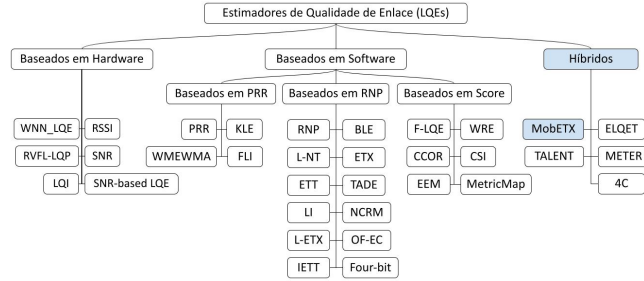 Estimadores de Qualidade de Enlace (LQEs)
Baseados em Hardware
Baseados em Software
Híbridos
Baseados em PRR
Baseados em RNP
Baseados em Score
WNN_LQE
RSSI
RVFL-LQP
SNR
LQI
SNR-based LQE
PRR
KLE
WMEWMA
FLI
RNP
BLE
L-NT
ETX
ETT
TADE
LI
NCRM
L-ETX
OF-EC
IETT
Four-bit
F-LQE
WRE
CCOR
CSI
EEM
MetricMap
MobETX
ELQET
TALENT
METER
4C